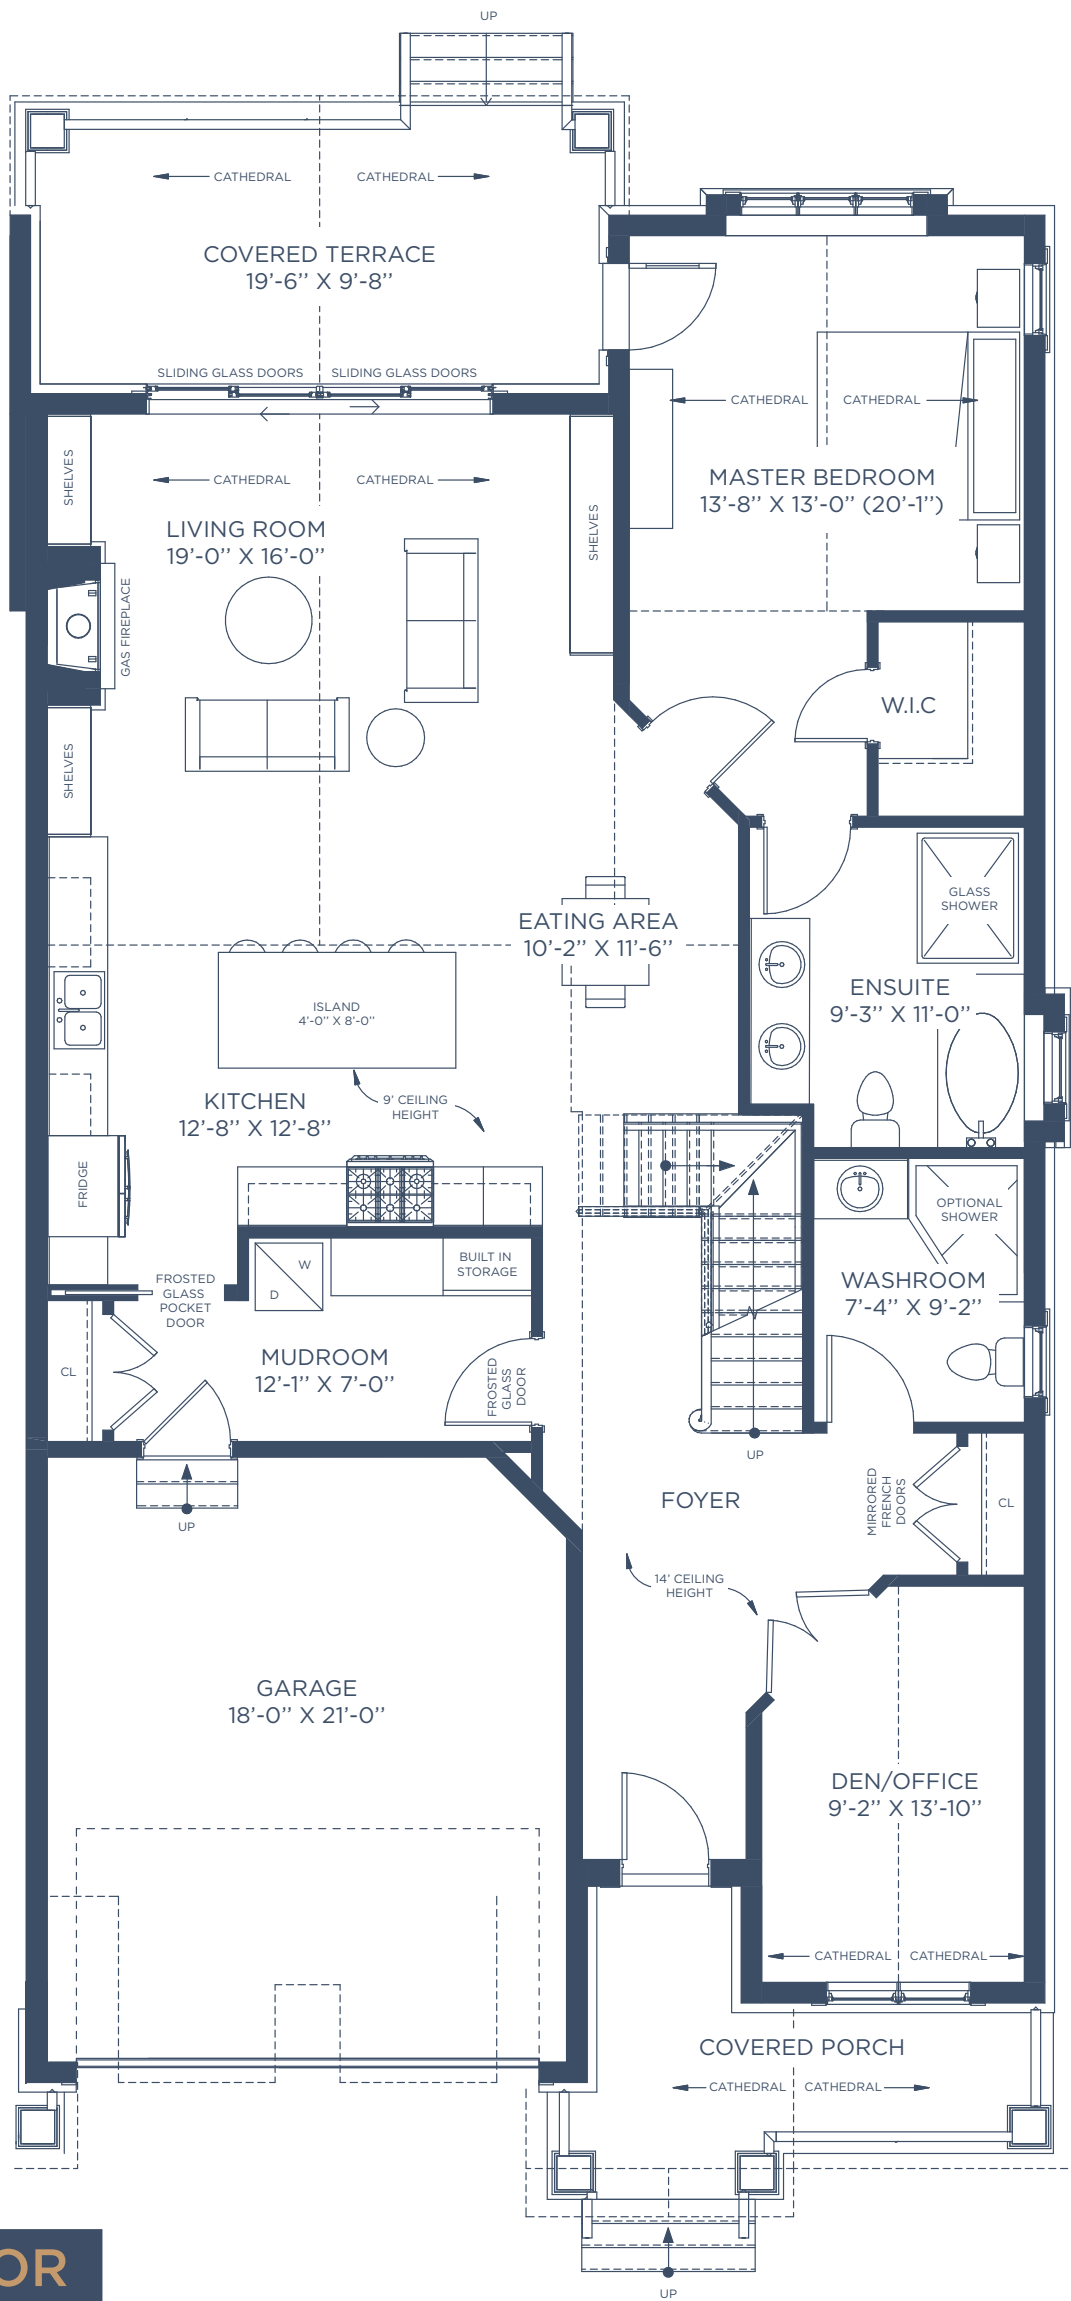 UP
CATHEDRAL CATHEDRAL
COVERED TERRACE
19'-6'' X 9'-8''
SLIDING GLASS DOORS SLIDING GLASS DOORS
CATHEDRAL CATHEDRAL
MASTER BEDROOM
13'-8'' X 13'-0'' (20'-1'')
SHELVES
CATHEDRAL CATHEDRAL
LIVING ROOM
19'-0'' X 16'-0''
SHELVES
GAS FIREPLACE
W.I.C
SHELVES
GLASS
SHOWER
EATING AREA
10'-2'' X 11'-6''
ENSUITE
9'-3'' X 11'-0''
ISLAND
4'-0'' X 8'-0''
KITCHEN
12'-8'' X 12'-8''
9' CEILING
HEIGHT
FRIDGE
OPTIONAL
SHOWER
W
D
BUILT IN
STORAGE
FROSTED
GLASS
POCKET
DOOR
WASHROOM
7'-4'' X 9'-2''
CL
MUDROOM
12'-1'' X 7'-0''
FROSTED
GLASS
DOOR
UP
UP
FOYER
MIRRORED
FRENCH
DOORS
CL
14' CEILING
HEIGHT
GARAGE
18'-0'' X 21'-0''
DEN/OFFICE
9'-2'' X 13'-10''
CATHEDRAL CATHEDRAL
COVERED PORCH
CATHEDRAL CATHEDRAL
OR
UP